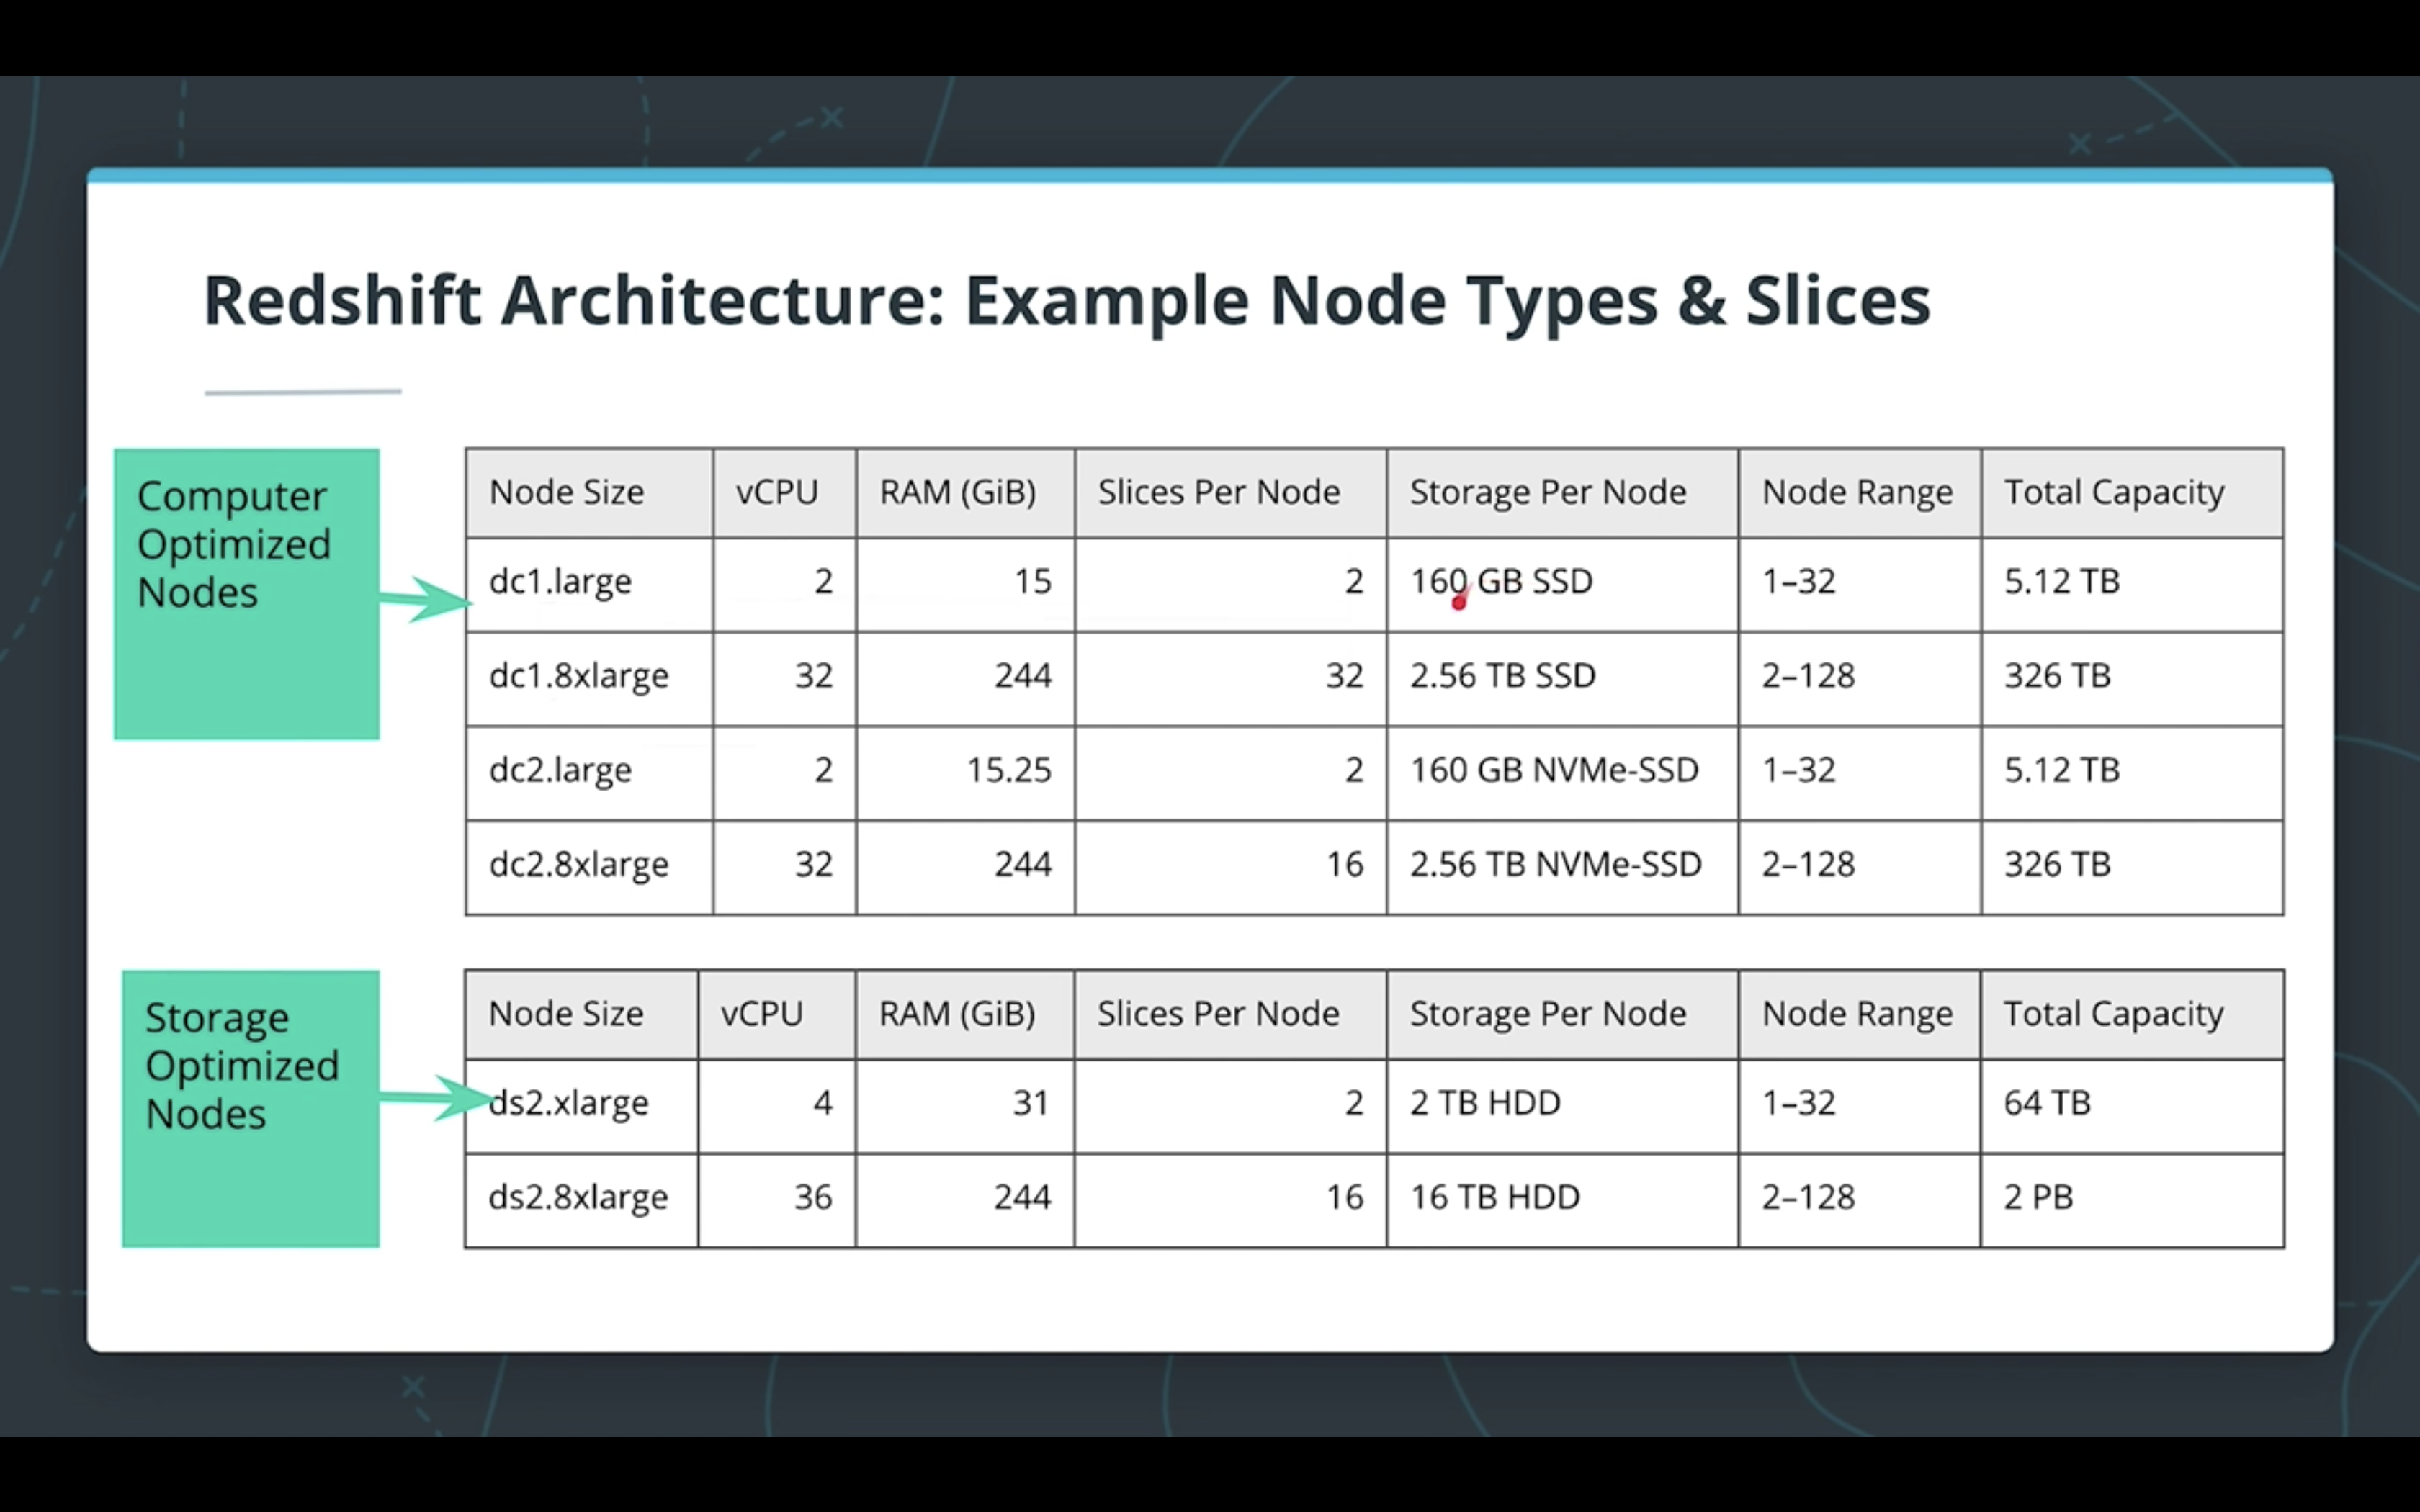 Redshift Architecture: Example Node Types & Slices
Computer
Optimized
Nodes
Node Size vCPU RAM (GiB) Slices Per Node Storage Per Node Node Range Total Capacity
dc1.large 2 15 2 160 GB SSD 1–32 5.12 TB
dc1.8xlarge 32 244 32 2.56 TB SSD 2–128 326 TB
dc2.large 2 15.25 2 160 GB NVMe-SSD 1–32 5.12 TB
dc2.8xlarge 32 244 16 2.56 TB NVMe-SSD 2–128 326 TB
Storage
Optimized
Nodes
Node Size vCPU RAM (GiB) Slices Per Node Storage Per Node Node Range Total Capacity
ds2.xlarge 4 31 2 2 TB HDD 1–32 64 TB
ds2.8xlarge 36 244 16 16 TB HDD 2–128 2 PB